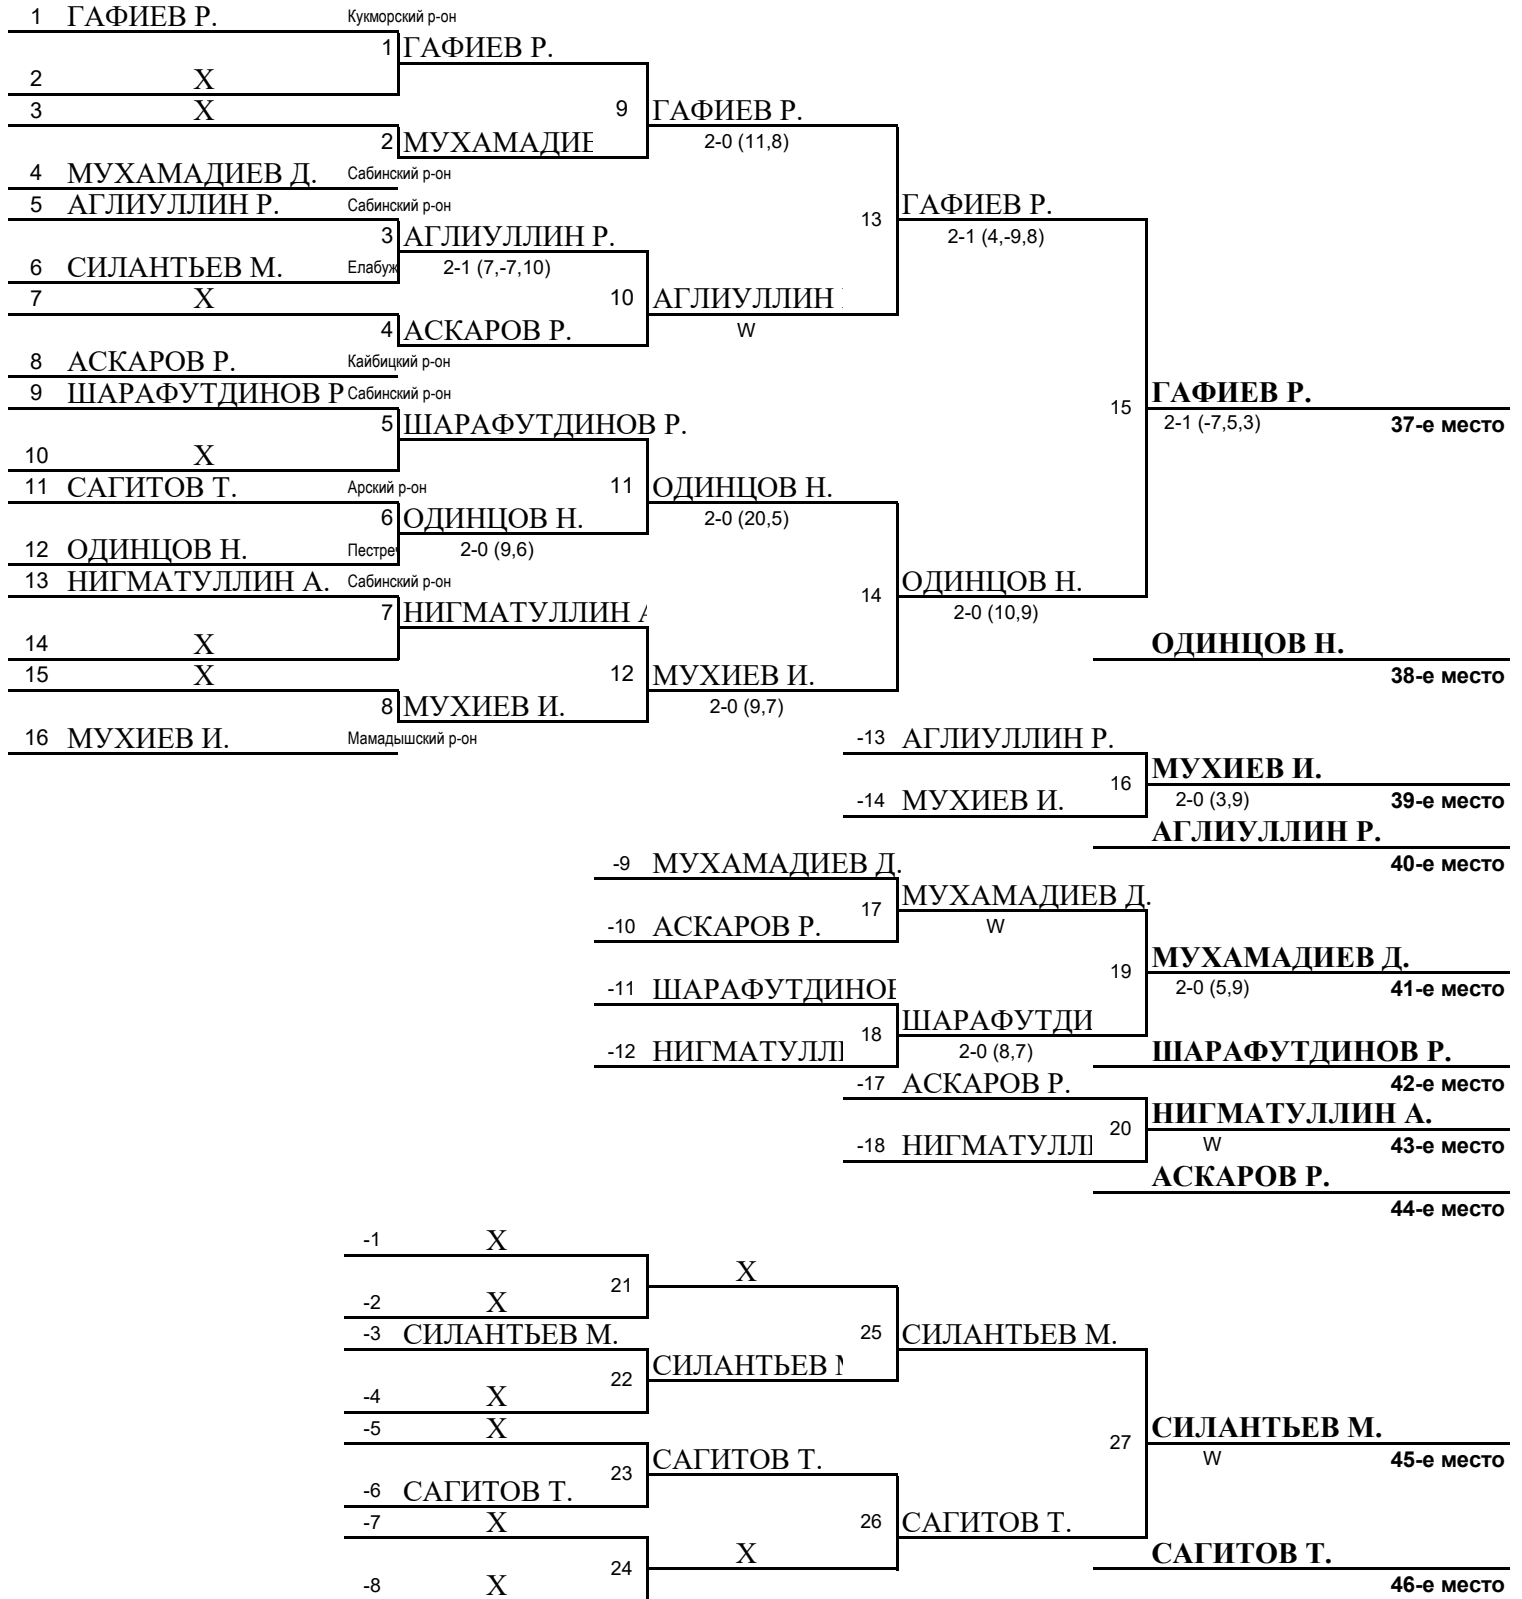 1 ГАФИЕВ Р. Кукморский р-он
1 ГАФИЕВ Р.
2 X
3 X 9 ГАФИЕВ Р.
2 МУХАМАДИЕ 2-0 (11,8)
4 МУХАМАДИЕВ Д. Сабинский р-он
5 АГЛИУЛЛИН Р. Сабинский р-он 13 ГАФИЕВ Р.
3 АГЛИУЛЛИН Р. 2-1 (4,-9,8)
6 СИЛАНТЬЕВ М. Елабуж 2-1 (7,-7,10)
7 X 10 АГЛИУЛЛИН
4 АСКАРОВ Р. W
8 АСКАРОВ Р. Кайбицкий р-он
9 ШАРАФУТДИНОВ Р Сабинский р-он 15 ГАФИЕВ Р.
5 ШАРАФУТДИНОВ Р. 2-1 (-7,5,3) 37-е место
10 X
11 САГИТОВ Т. Арский р-он 11 ОДИНЦОВ Н.
6 ОДИНЦОВ Н. 2-0 (20,5)
12 ОДИНЦОВ Н. Пестреч 2-0 (9,6)
13 НИГМАТУЛЛИН А. Сабинский р-он 14 ОДИНЦОВ Н.
7 НИГМАТУЛЛИН А 2-0 (10,9)
14 X ОДИНЦОВ Н.
15 X 12 МУХИЕВ И. 38-е место
8 МУХИЕВ И. 2-0 (9,7)
16 МУХИЕВ И. Мамадышский р-он -13 АГЛИУЛЛИН Р.
16 МУХИЕВ И.
-14 МУХИЕВ И. 2-0 (3,9) 39-е место
АГЛИУЛЛИН Р.
-9 МУХАМАДИЕВ Д. 40-е место
17 МУХАМАДИЕВ Д.
-10 АСКАРОВ Р. W
19 МУХАМАДИЕВ Д.
-11 ШАРАФУТДИНОВ 2-0 (5,9) 41-е место
18 ШАРАФУТДИ
-12 НИГМАТУЛЛ 2-0 (8,7) ШАРАФУТДИНОВ Р.
-17 АСКАРОВ Р. 42-е место
20 НИГМАТУЛЛИН А.
-18 НИГМАТУЛЛ W 43-е место
АСКАРОВ Р.
44-е место
-1 X
21 X
-2 X
-3 СИЛАНТЬЕВ М. 25 СИЛАНТЬЕВ М.
22 СИЛАНТЬЕВ М
-4 X
-5 X 27 СИЛАНТЬЕВ М.
23 САГИТОВ Т. W 45-е место
-6 САГИТОВ Т.
-7 X 26 САГИТОВ Т.
24 X САГИТОВ Т.
-8 X 46-е место